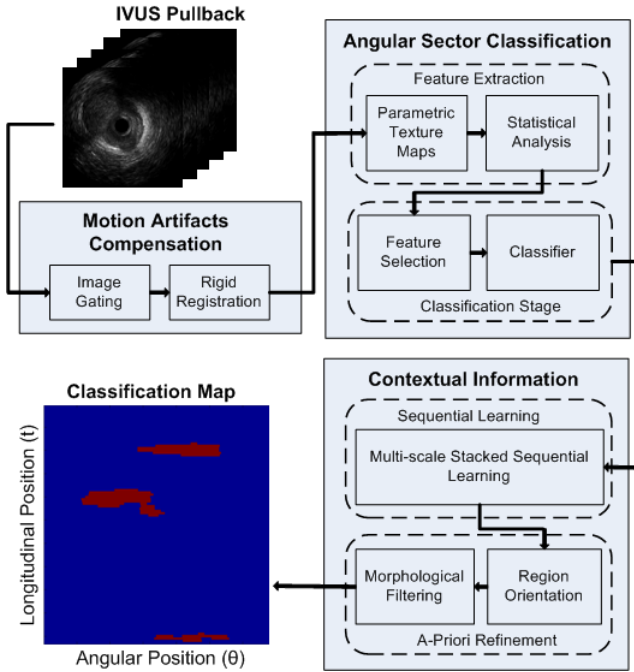 IVUS Pullback
Motion Artifacts
Compensation
Image
Gating
Rigid
Registration
Angular Sector Classification
Feature Extraction
Parametric
Texture
Maps
Statistical
Analysis
Feature
Selection
Classifier
Classification Stage
Contextual Information
Sequential Learning
Multi-scale Stacked Sequential
Learning
Morphological
Filtering
Region
Orientation
A-Priori Refinement
Classification Map
Longitudinal Position (t)
Angular Position (θ)